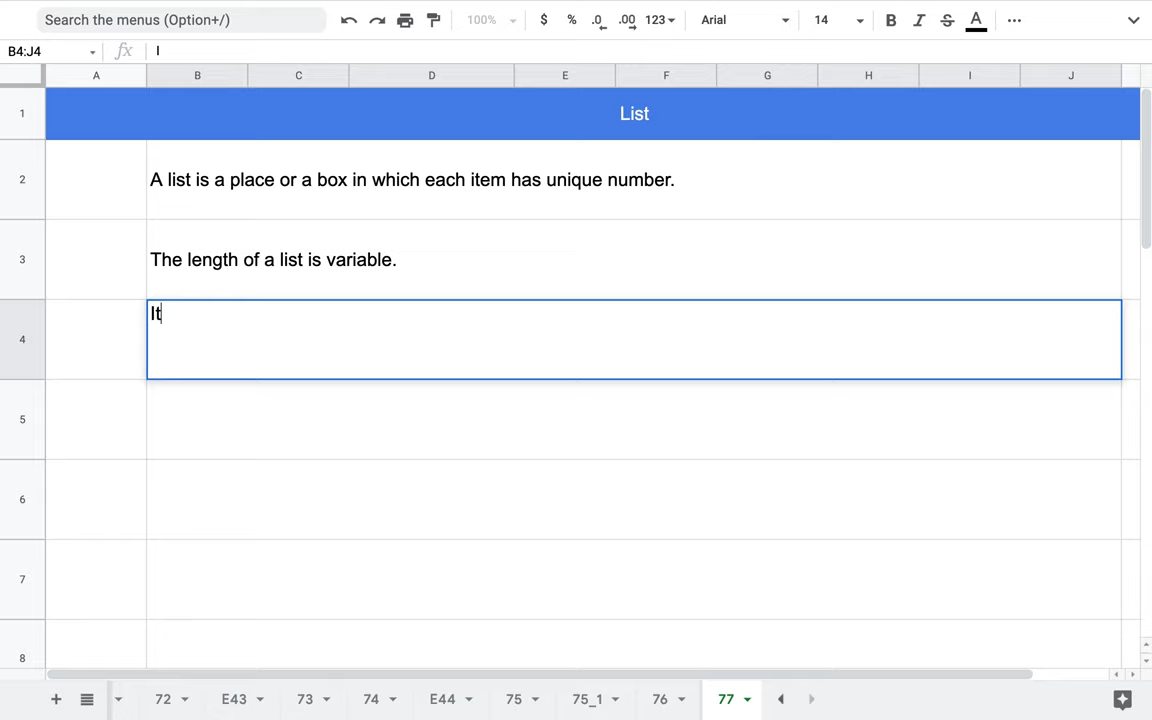 Search the menus (Option+/) 100% $ % .0 .00 123 Arial 14 B I S A
B4:J4 fx I
A B C D E F G H I J
1 List
2 A list is a place or a box in which each item has unique number.
3 The length of a list is variable.
4 It
5
6
7
8
72 E43 73 74 E44 75 75_1 76 77